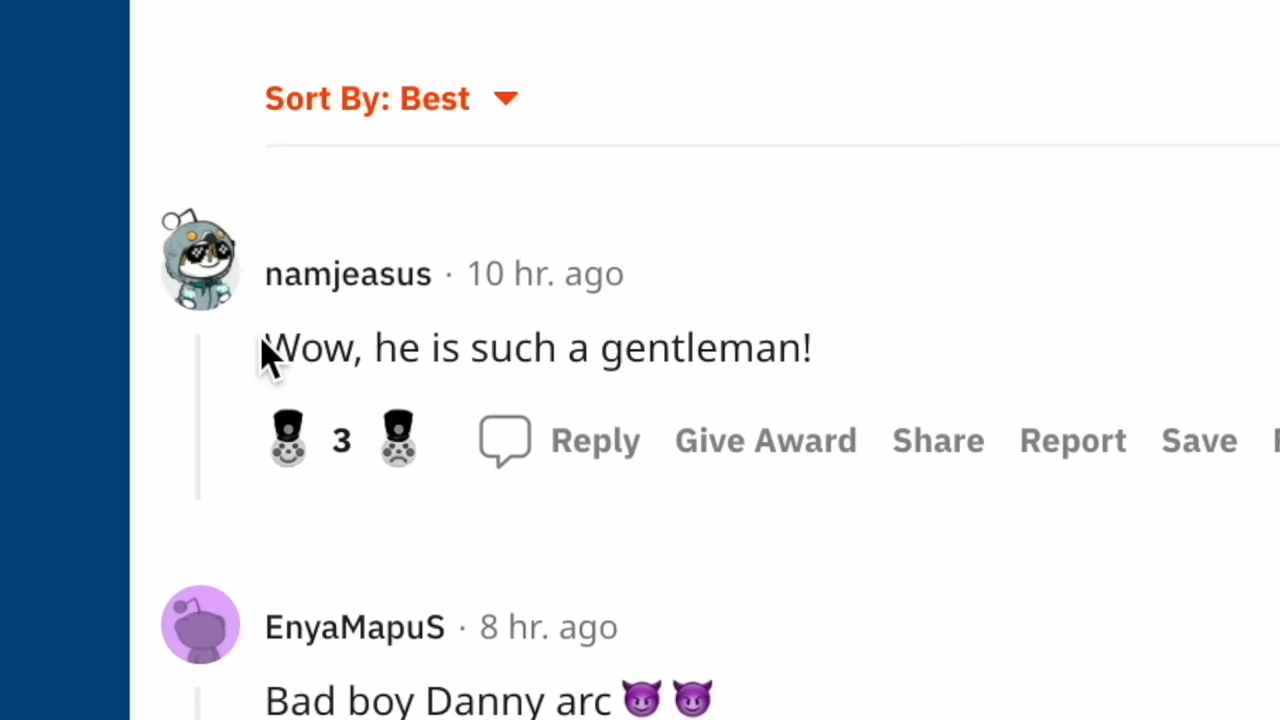 Sort By: Best
namjeasus · 10 hr. ago
Wow, he is such a gentleman!
3 Reply Give Award Share Report Save
EnyaMapuS · 8 hr. ago
Bad boy Danny arc 😈 😈